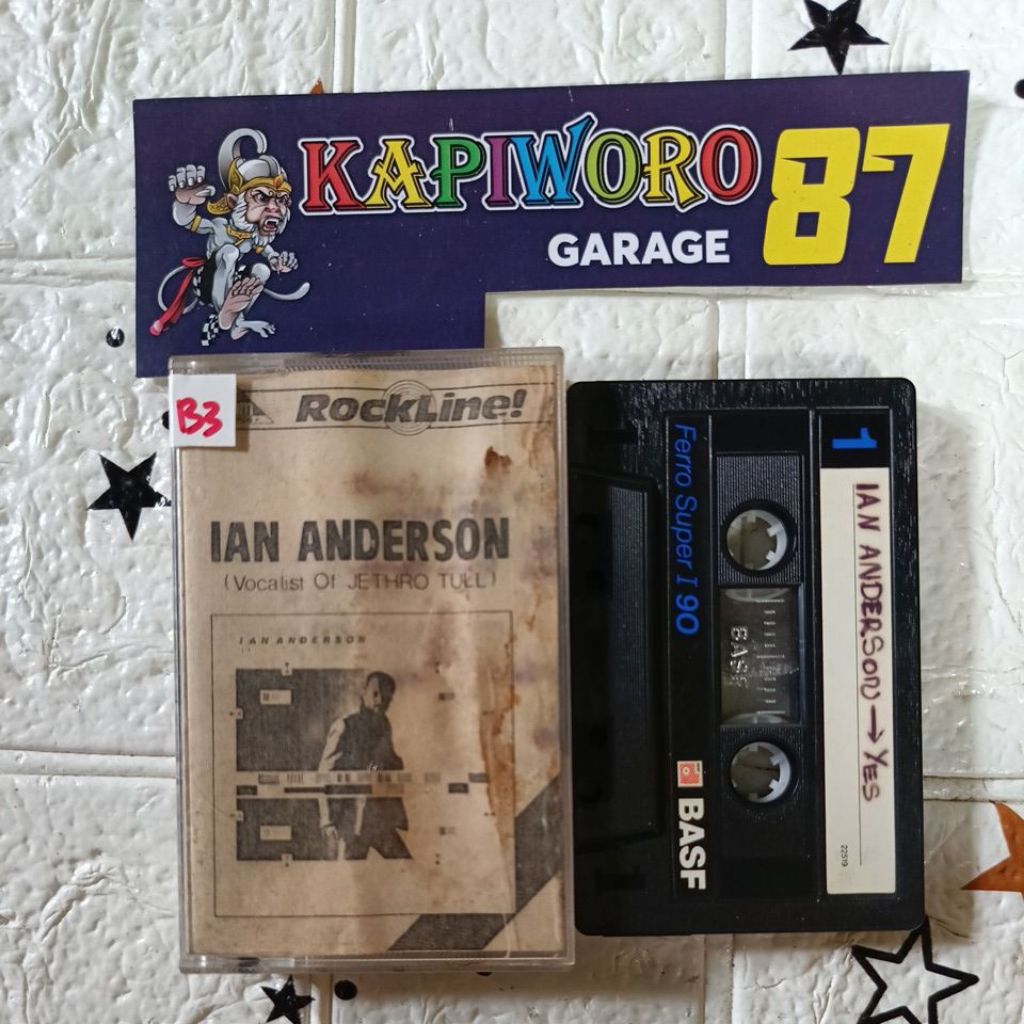 KAPIWORO 87
GARAGE
B3
RockLine!
IAN ANDERSON
(Vocalist Of JETHRO TULL)
IAN ANDERSON
1
IAN ANDERSON → YES
22519
Ferro Super I 90
BASF
BASF